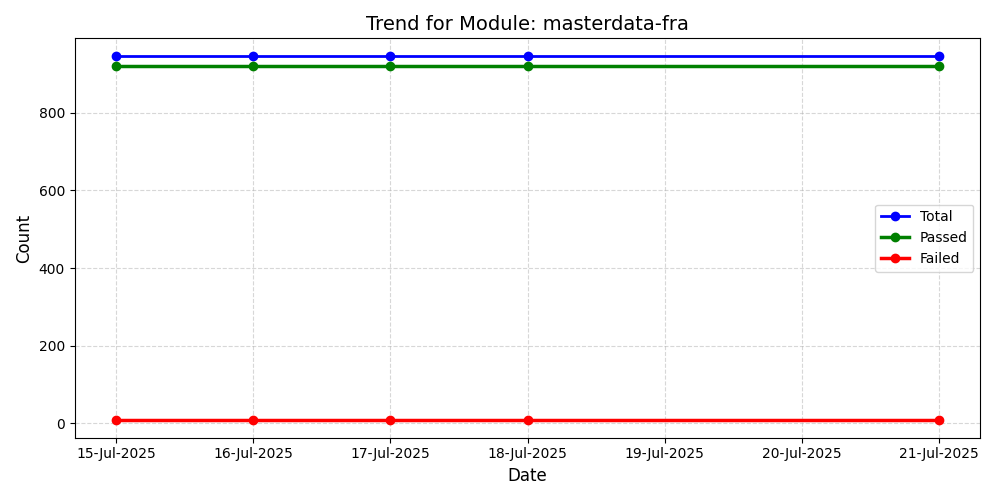 Trend for Module: masterdata-fra
Count
800
600
400
200
0
Total
Passed
Failed
15-Jul-2025 16-Jul-2025 17-Jul-2025 18-Jul-2025 19-Jul-2025 20-Jul-2025 21-Jul-2025
Date